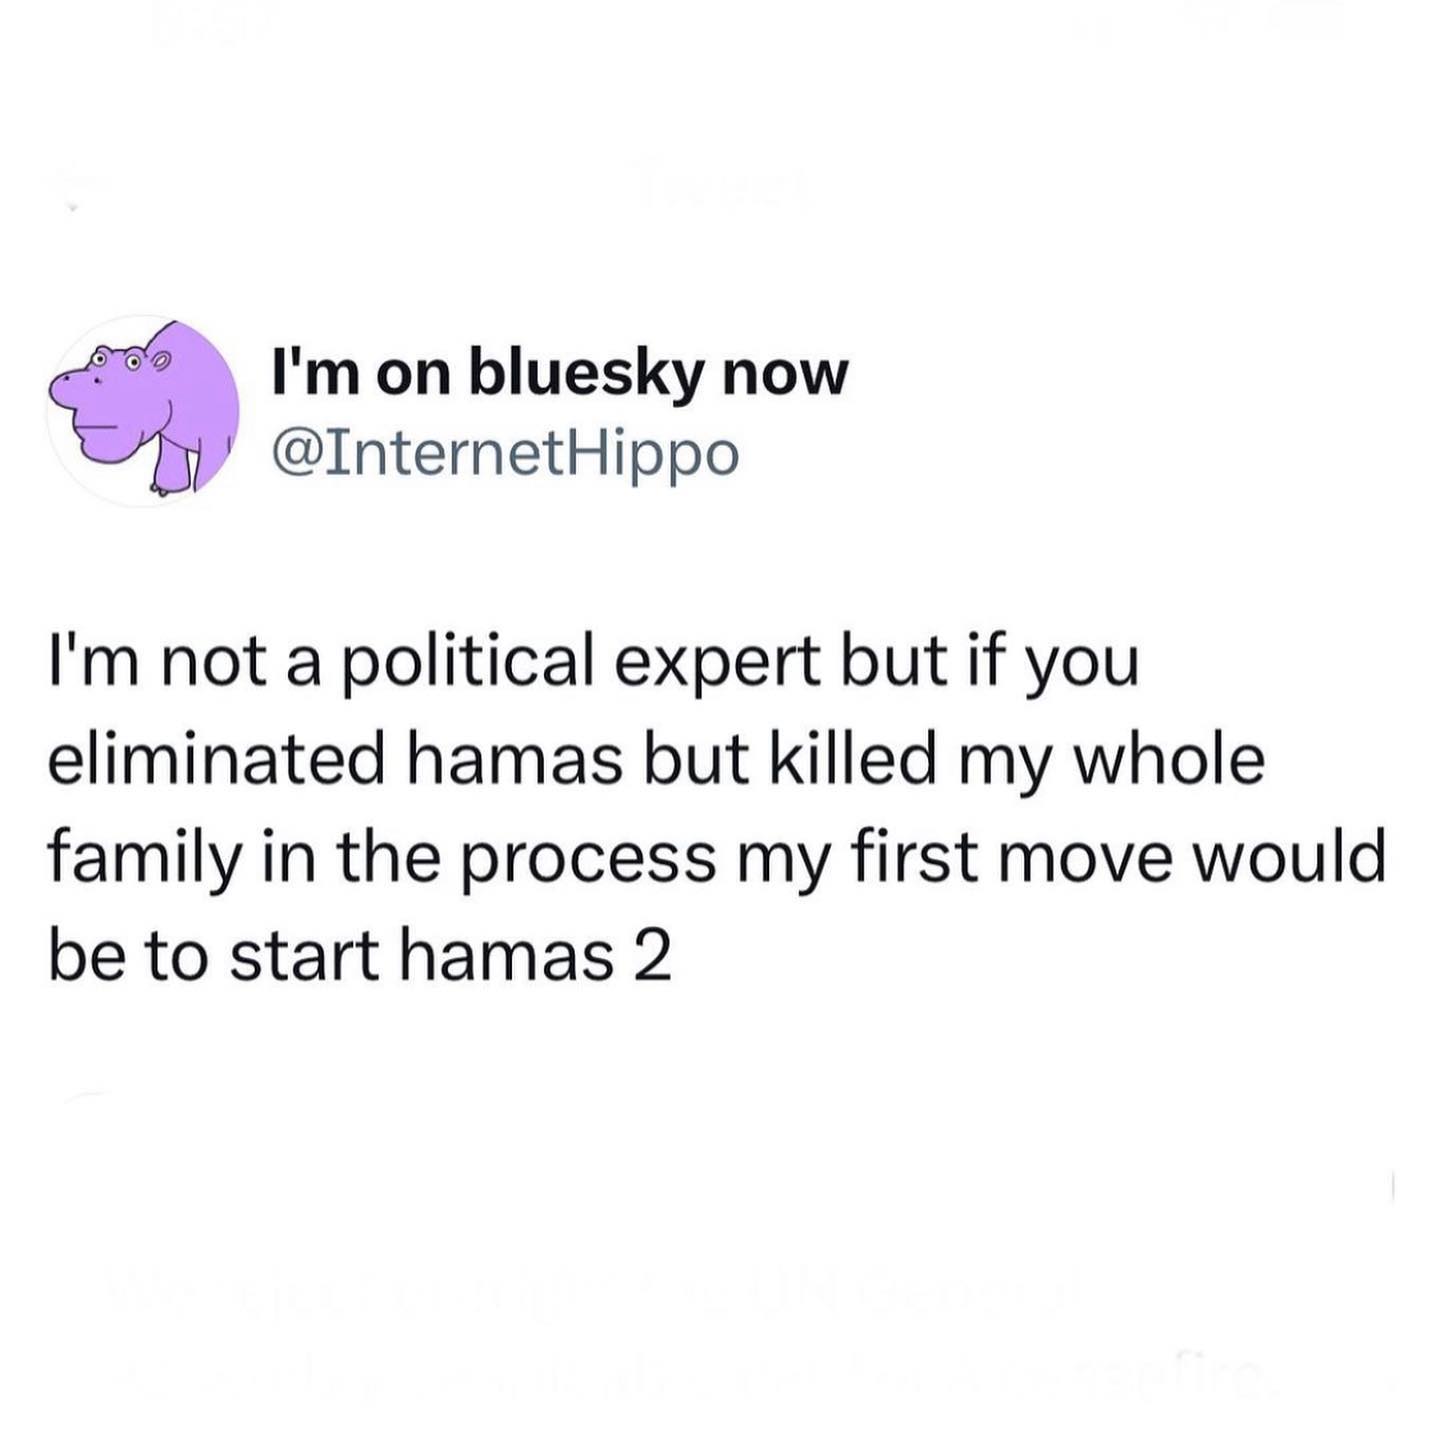 I'm on bluesky now
@InternetHippo
I'm not a political expert but if you
eliminated hamas but killed my whole
family in the process my first move would
be to start hamas 2